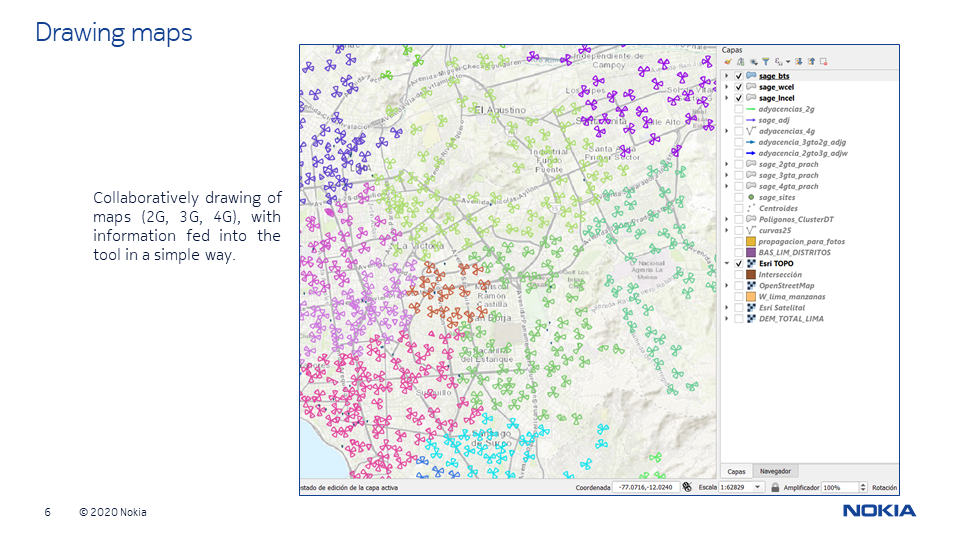 Drawing maps
Collaboratively drawing of
maps (2G, 3G, 4G), with
information fed into the
tool in a simple way.
Independiente de
Campoy
El Agustino
Santa
Primer Sector
Valle Alto
Industrial
Fundo
Fuente
La Victoria
Ramon
Castilla
San Borja
del Estanque
Nacional
Agraria La
Molina
Santiago
de Surco
Capas
sage_bts
sage_wcel
sage_lncel
adyacencias_2g
sage_adj
adyacencias_4g
adyacencia_3gto2g_adjg
adyacencia_2gto3g_adjw
sage_2gta_prach
sage_3gta_prach
sage_4gta_prach
sage_sites
Centroides
Poligonos_ClusterDT
curvas25
propagacion_para_fotos
BAS_LIM_DISTRITOS
Esri TOPO
Intersección
OpenStreetMap
W_lima_manzanas
Esri Satelital
DEM_TOTAL_LIMA
Capas Navegador
estado de edición de la capa activa Coordenada -77.0716,-12.0240 Escala 1:62829 Amplificador 100% Rotación
6 © 2020 Nokia NOKIA